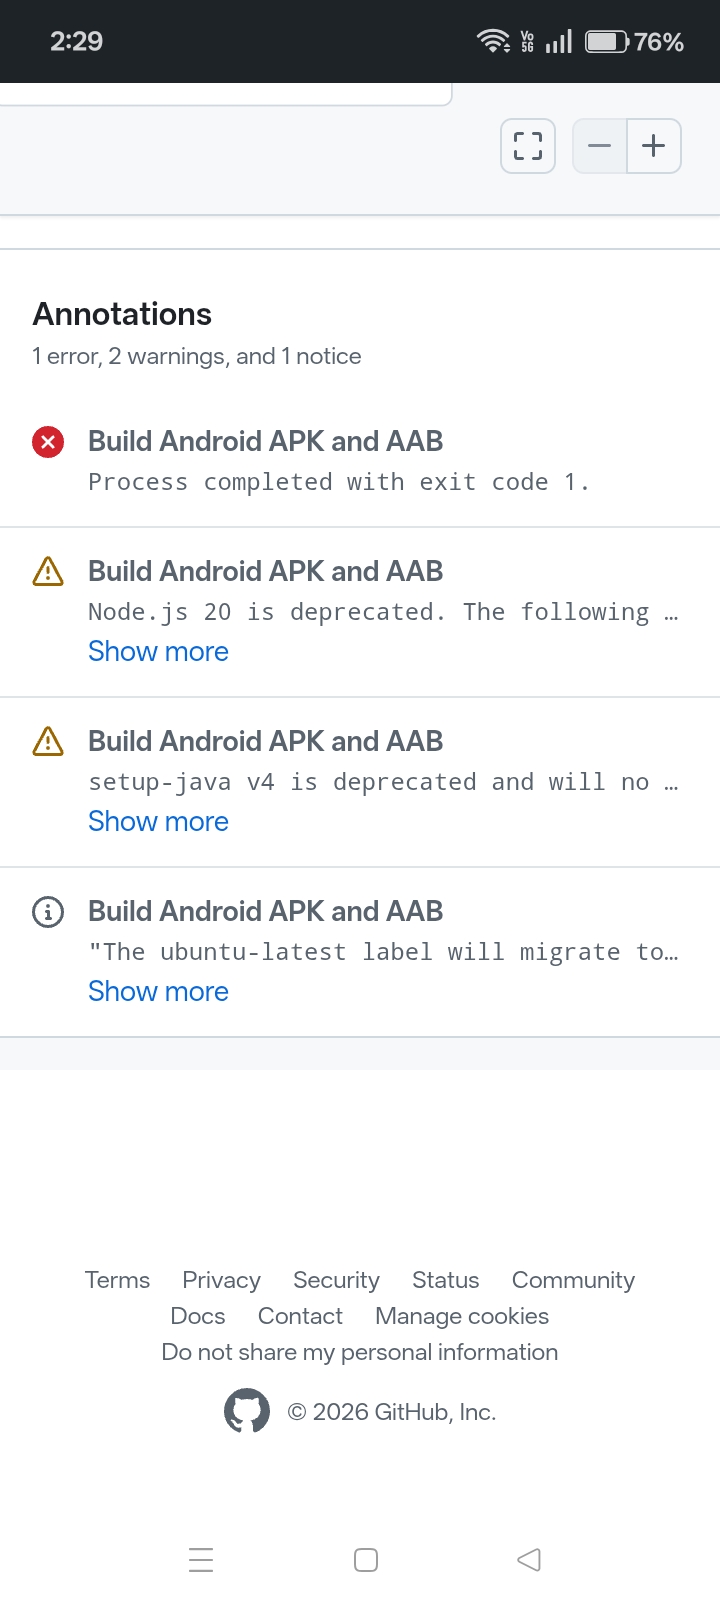 2:29
Vo
5G
76%
Annotations
1 error, 2 warnings, and 1 notice
Build Android APK and AAB
Process completed with exit code 1.
Build Android APK and AAB
Node.js 20 is deprecated. The following …
Show more
Build Android APK and AAB
setup-java v4 is deprecated and will no …
Show more
Build Android APK and AAB
"The ubuntu-latest label will migrate to…
Show more
Terms Privacy Security Status Community
Docs Contact Manage cookies
Do not share my personal information
© 2026 GitHub, Inc.